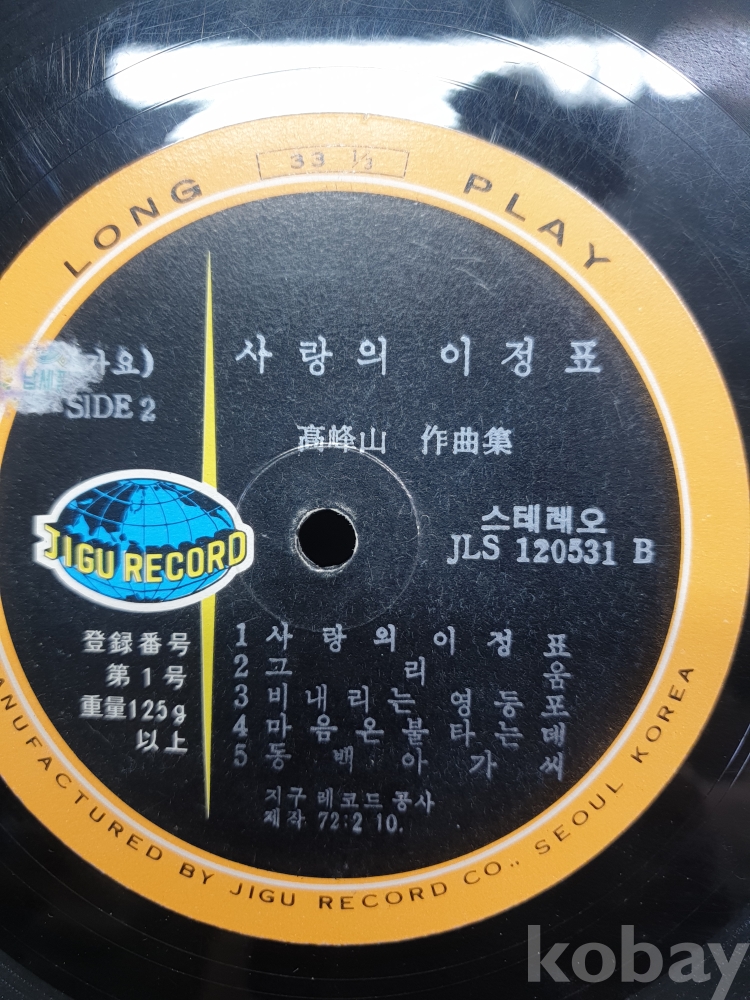 33 1/3
LONG PLAY
가요)
납세필
SIDE 2
사랑의 이정표
高峰山 作曲集
스테레오
JLS 120531 B
JIGU RECORD
登録番号
第1号
重量125g
以上
1 사랑의 이정표
2 그리움
3 비내리는 영등포
4 마음은 불타는데
5 동백아가씨
지구 레코드 공사
제작 72:2 10.
ANUFACTURED BY JIGU RECORD CO., SEOUL KOREA
kobay